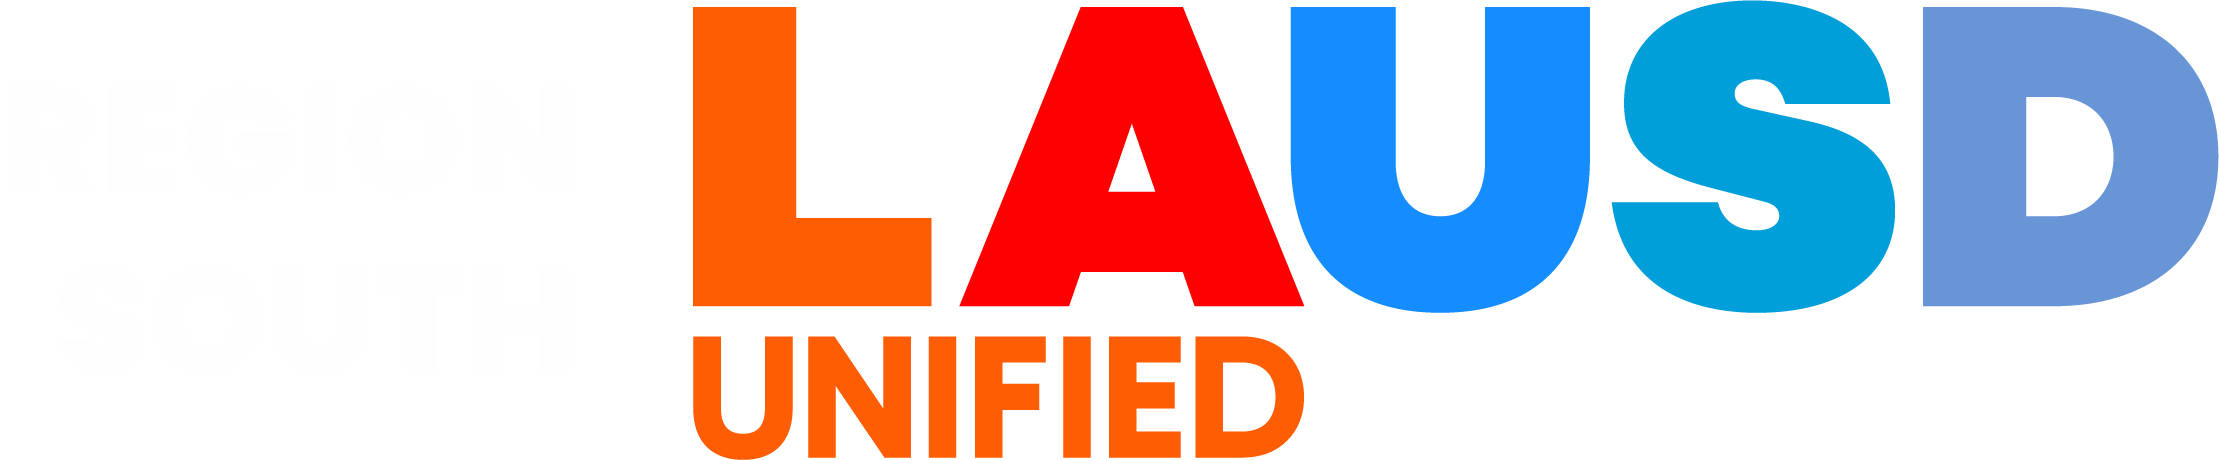 REGION
SOUTH
LAUSD
UNIFIED